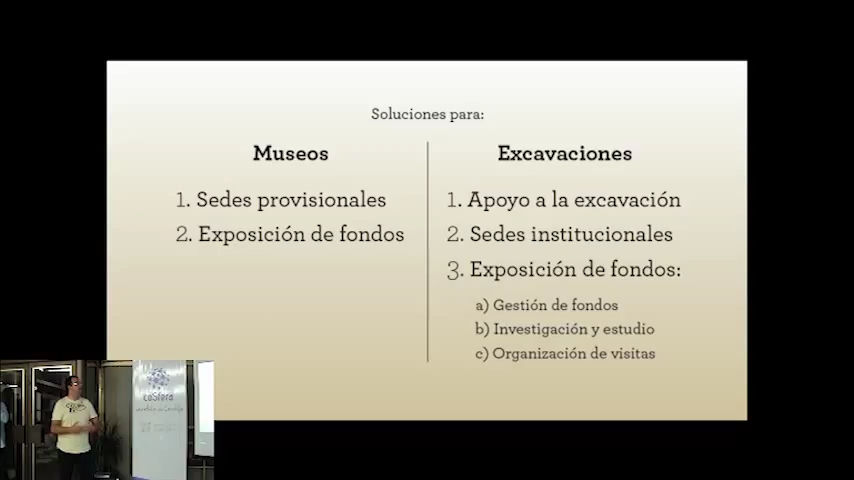 Soluciones para:
Museos
1. Sedes provisionales
2. Exposición de fondos
Excavaciones
1. Apoyo a la excavación
2. Sedes institucionales
3. Exposición de fondos:
a) Gestión de fondos
b) Investigación y estudio
c) Organización de visitas
coSfera